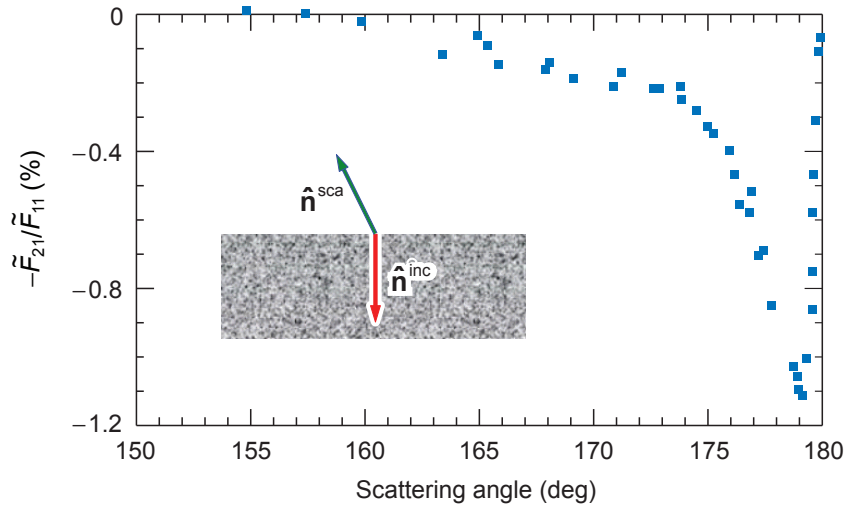 0
−0.4
−0.8
−1.2
−F̃₂₁/F̃₁₁ (%)
n̂ sca
n̂ inc
150 155 160 165 170 175 180
Scattering angle (deg)